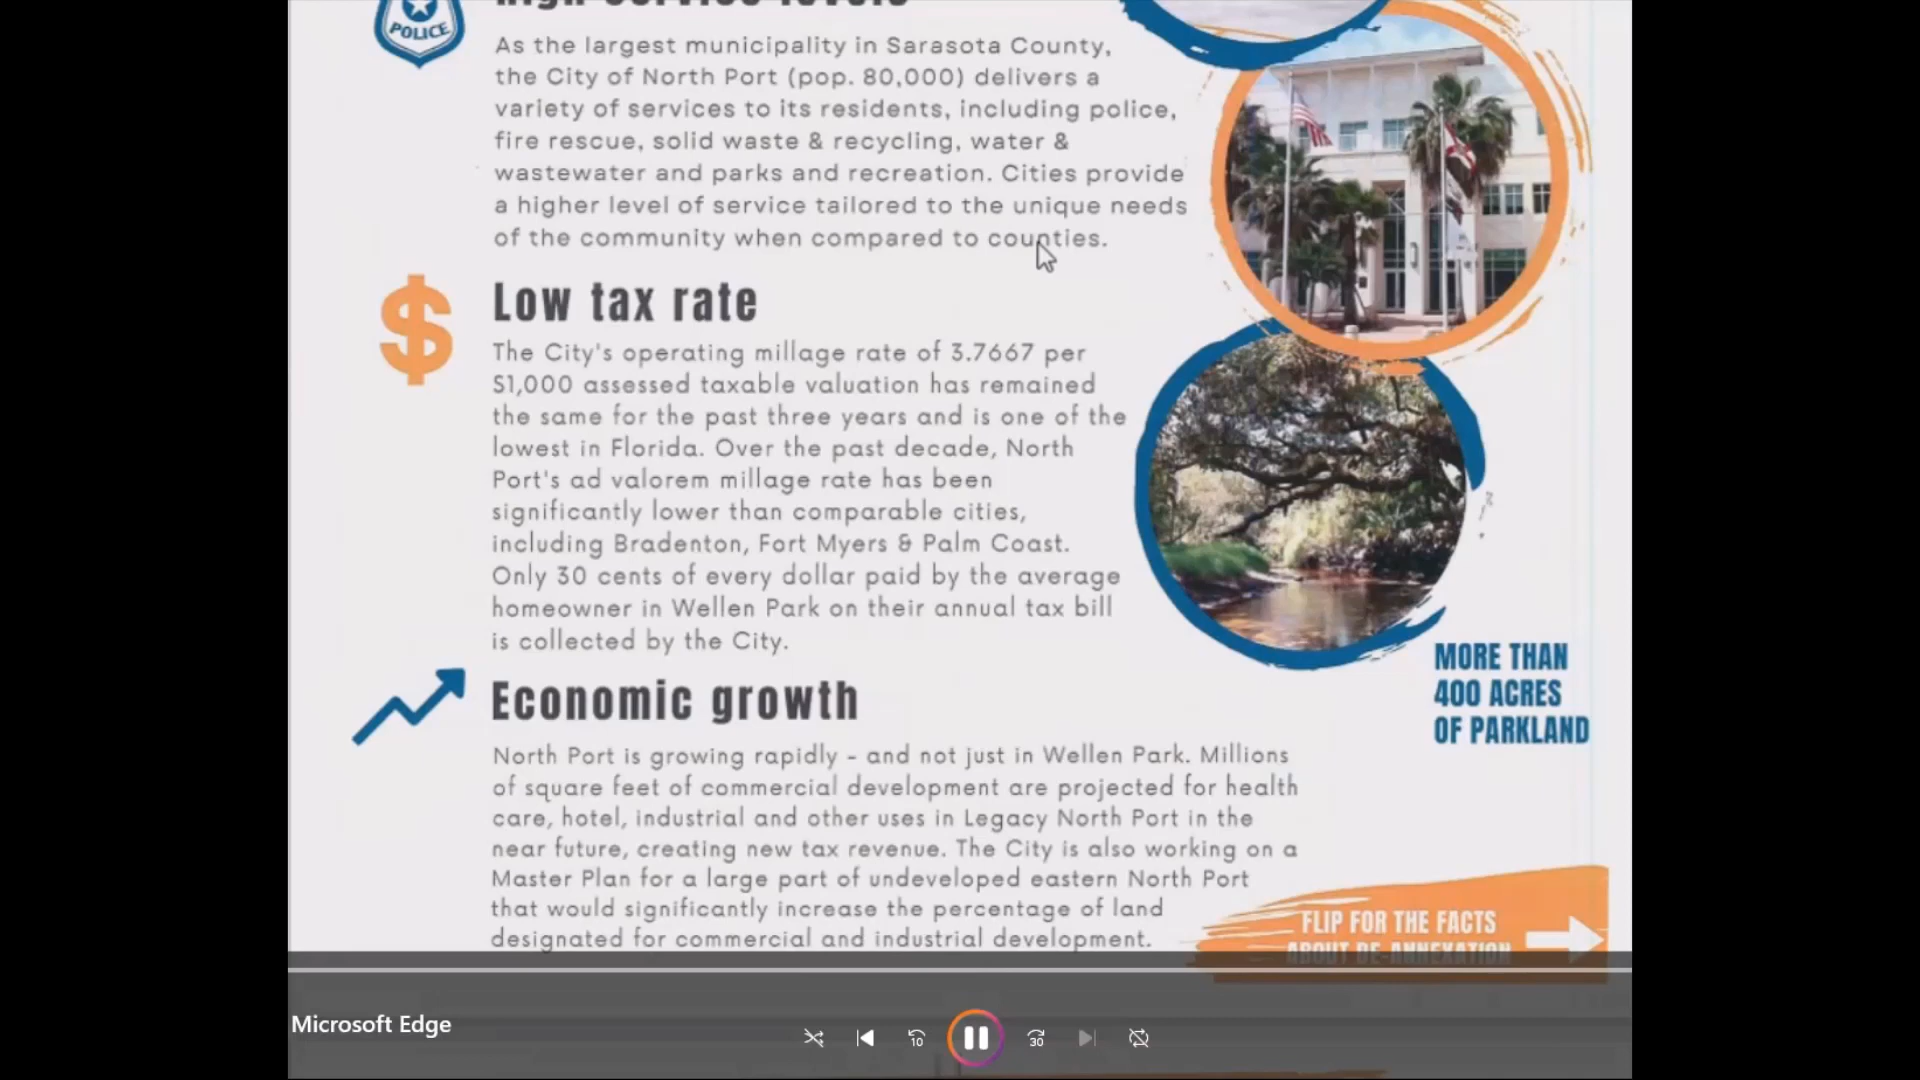 High service levels
POLICE
As the largest municipality in Sarasota County,
the City of North Port (pop. 80,000) delivers a
variety of services to its residents, including police,
fire rescue, solid waste & recycling, water &
wastewater and parks and recreation. Cities provide
a higher level of service tailored to the unique needs
of the community when compared to counties.
Low tax rate
The City's operating millage rate of 3.7667 per
$1,000 assessed taxable valuation has remained
the same for the past three years and is one of the
lowest in Florida. Over the past decade, North
Port's ad valorem millage rate has been
significantly lower than comparable cities,
including Bradenton, Fort Myers & Palm Coast.
Only 30 cents of every dollar paid by the average
homeowner in Wellen Park on their annual tax bill
is collected by the City.
MORE THAN
400 ACRES
OF PARKLAND
Economic growth
North Port is growing rapidly - and not just in Wellen Park. Millions
of square feet of commercial development are projected for health
care, hotel, industrial and other uses in Legacy North Port in the
near future, creating new tax revenue. The City is also working on a
Master Plan for a large part of undeveloped eastern North Port
that would significantly increase the percentage of land
designated for commercial and industrial development.
FLIP FOR THE FACTS
ABOUT DE-ANNEXATION
Microsoft Edge
10
30